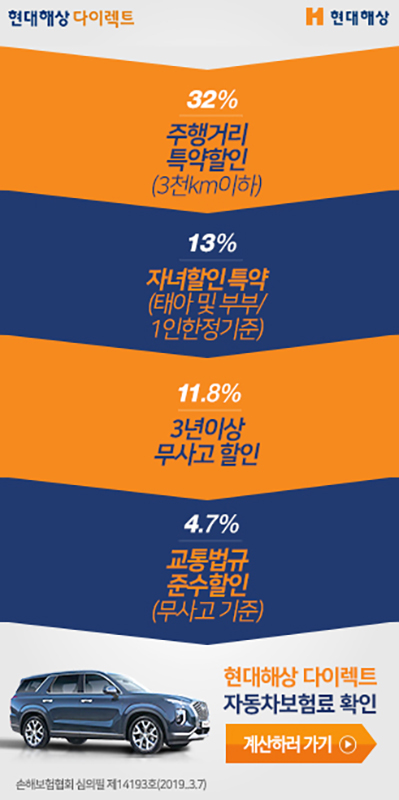 현대해상 다이렉트
현대해상
32%
주행거리
특약할인
(3천km이하)
13%
자녀할인 특약
(태아 및 부부/
1인한정기준)
11.8%
3년이상
무사고 할인
4.7%
교통법규
준수할인
(무사고 기준)
현대해상 다이렉트
자동차보험료 확인
계산하러 가기
손해보험협회 심의필 제14193호(2019.3.7)